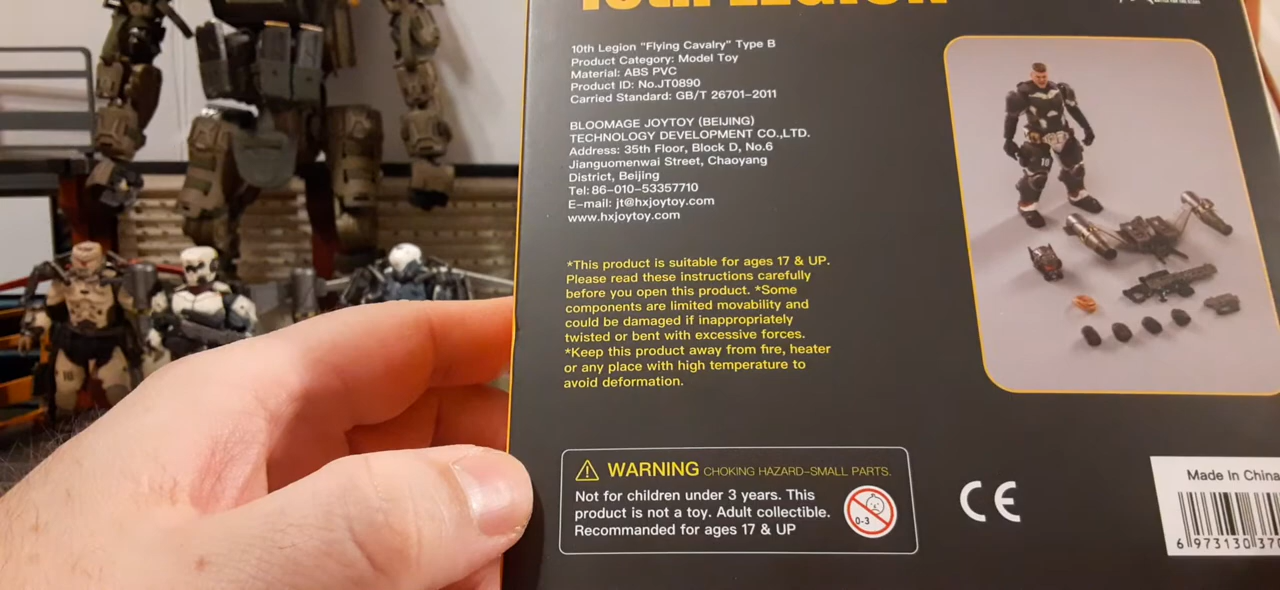 10th Legion
10th Legion "Flying Cavalry" Type B
Product Category: Model Toy
Material: ABS PVC
Product ID: No.JT0890
Carried Standard: GB/T 26701-2011
BLOOMAGE JOYTOY (BEIJING)
TECHNOLOGY DEVELOPMENT CO.,LTD.
Address: 35th Floor, Block D, No.6
Jianguomenwai Street, Chaoyang
District, Beijing
Tel:86-010-53357710
E-mail: jt@hxjoytoy.com
www.hxjoytoy.com
*This product is suitable for ages 17 & UP.
Please read these instructions carefully
before you open this product. *Some
components are limited movability and
could be damaged if inappropriately
twisted or bent with excessive forces.
*Keep this product away from fire, heater
or any place with high temperature to
avoid deformation.
WARNING CHOKING HAZARD-SMALL PARTS.
Not for children under 3 years. This
product is not a toy. Adult collectible.
Recommanded for ages 17 & UP
0-3
CE
Made In China
6 973130 37